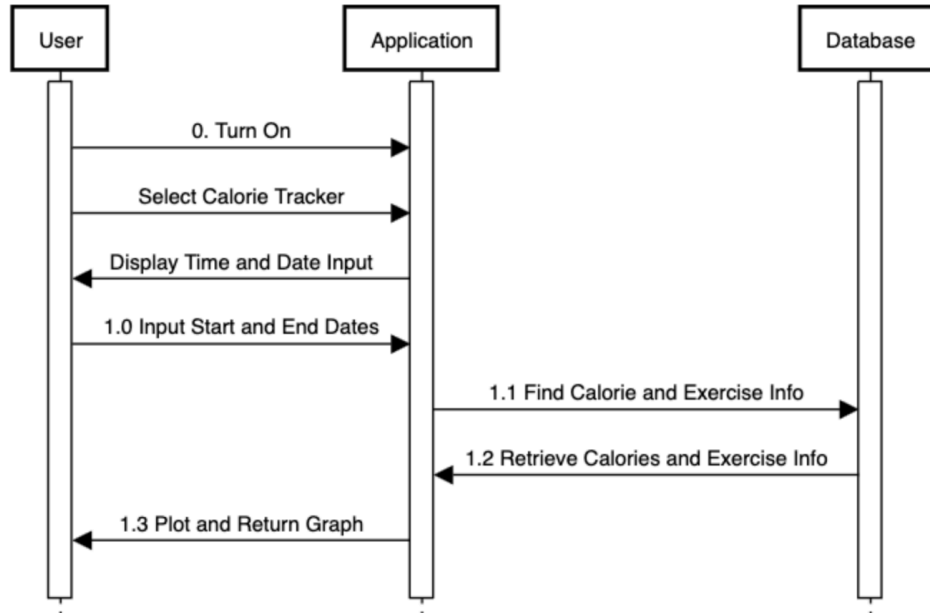 User
Application
Database
0. Turn On
Select Calorie Tracker
Display Time and Date Input
1.0 Input Start and End Dates
1.1 Find Calorie and Exercise Info
1.2 Retrieve Calories and Exercise Info
1.3 Plot and Return Graph